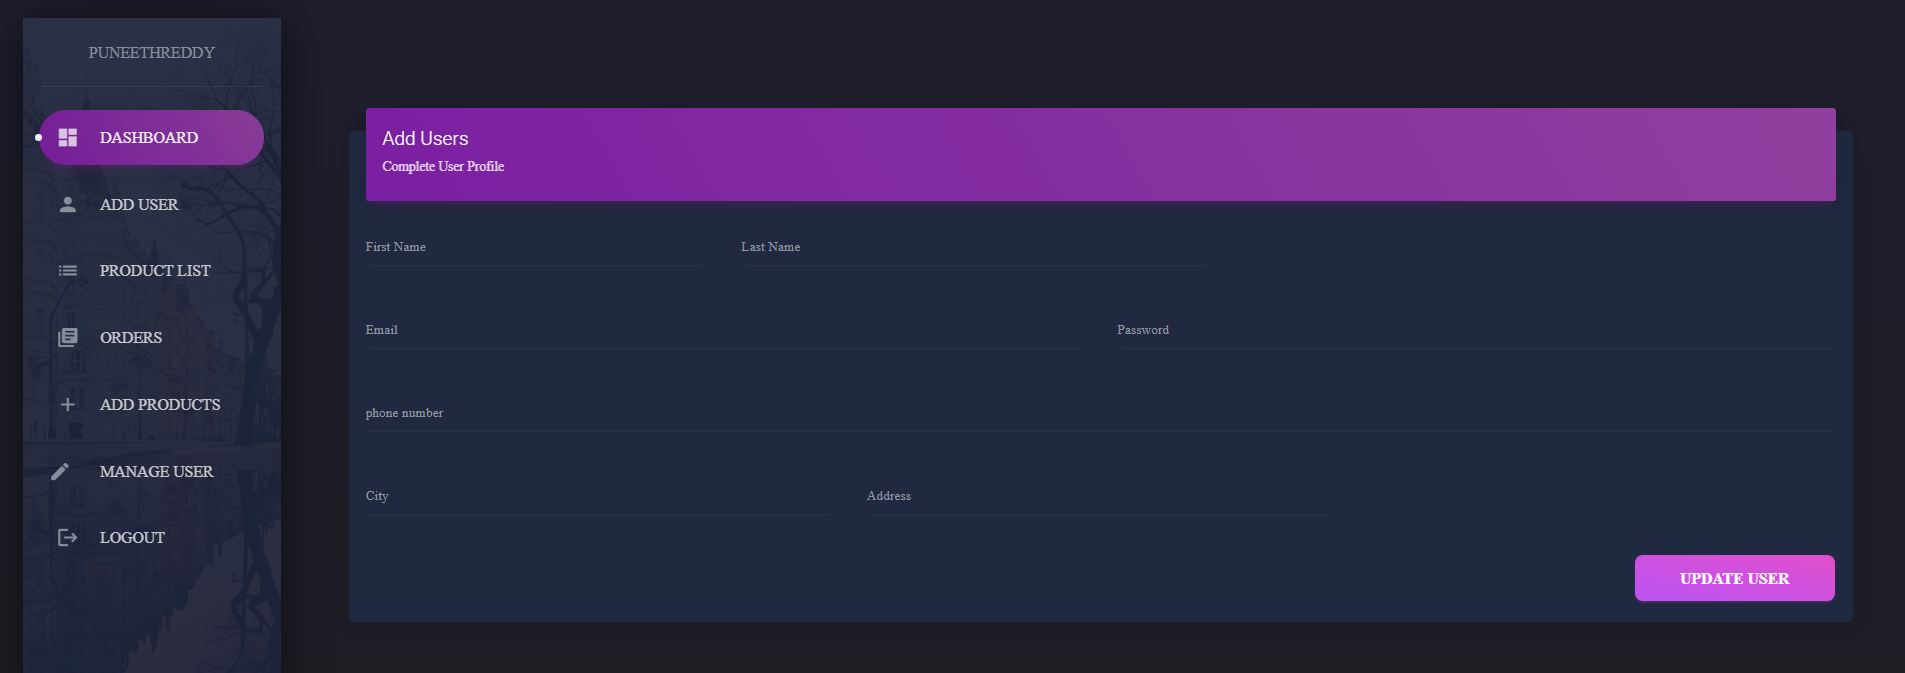 PUNEETHREDDY
DASHBOARD
ADD USER
PRODUCT LIST
ORDERS
ADD PRODUCTS
MANAGE USER
LOGOUT
Add Users
Complete User Profile
First Name
Last Name
Email
Password
phone number
City
Address
UPDATE USER